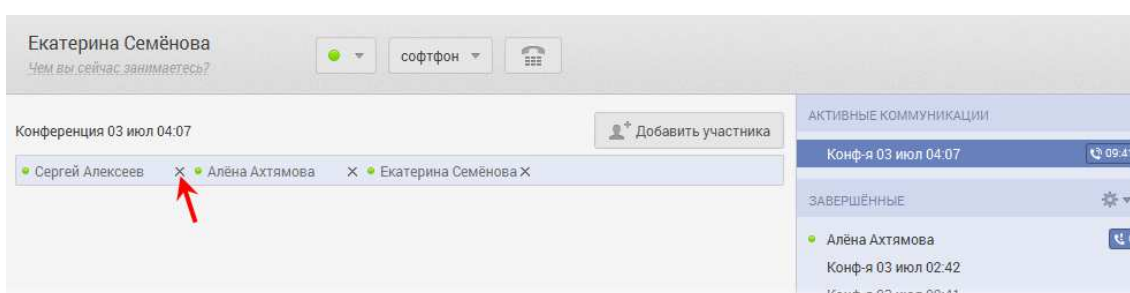 Екатерина Семёнова
Чем вы сейчас занимаетесь?
софтфон
Конференция 03 июл 04:07
Добавить участника
Сергей Алексеев X Алёна Ахтямова X Екатерина Семёнова X
АКТИВНЫЕ КОММУНИКАЦИИ
Конф-я 03 июл 04:07
ЗАВЕРШЁННЫЕ
Алёна Ахтямова
Конф-я 03 июл 02:42